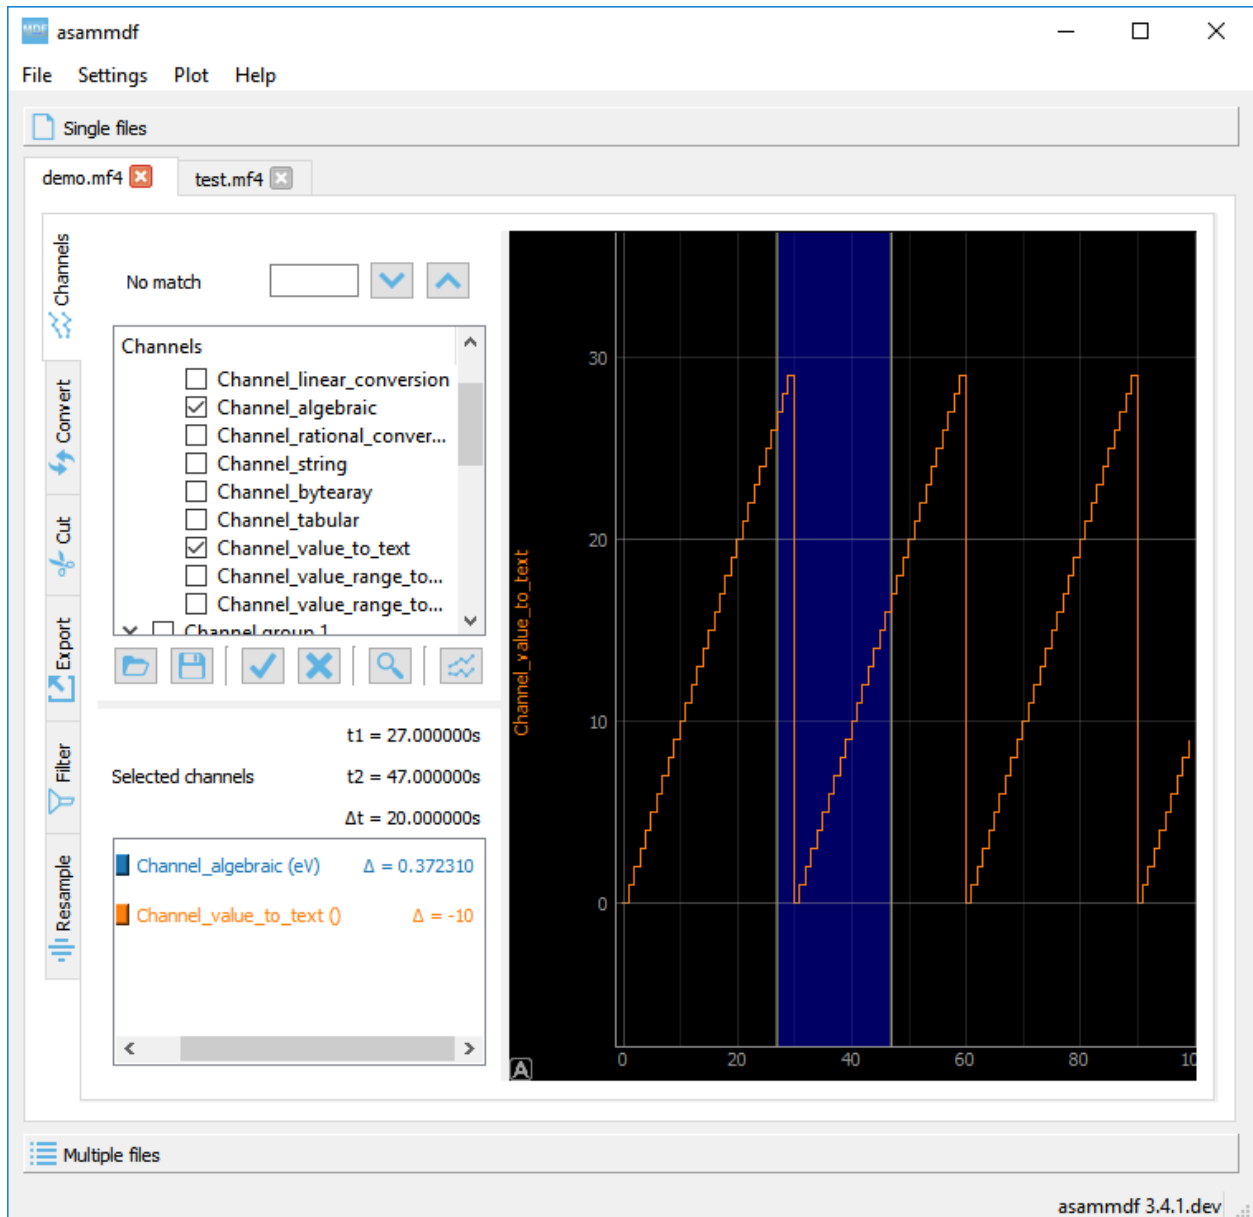 MDF asammdf
File Settings Plot Help
Single files
demo.mf4 test.mf4
Channels
Convert
Cut
Export
Filter
Resample
No match
Channels
Channel_linear_conversion
Channel_algebraic
Channel_rational_conver...
Channel_string
Channel_bytearay
Channel_tabular
Channel_value_to_text
Channel_value_range_to...
Channel_value_range_to...
Channel group 1
t1 = 27.000000s
Selected channels t2 = 47.000000s
Δt = 20.000000s
Channel_algebraic (eV) Δ = 0.372310
Channel_value_to_text () Δ = -10
Channel_value_to_text
30
20
10
0
0 20 40 60 80 10
A
Multiple files
asammdf 3.4.1.dev